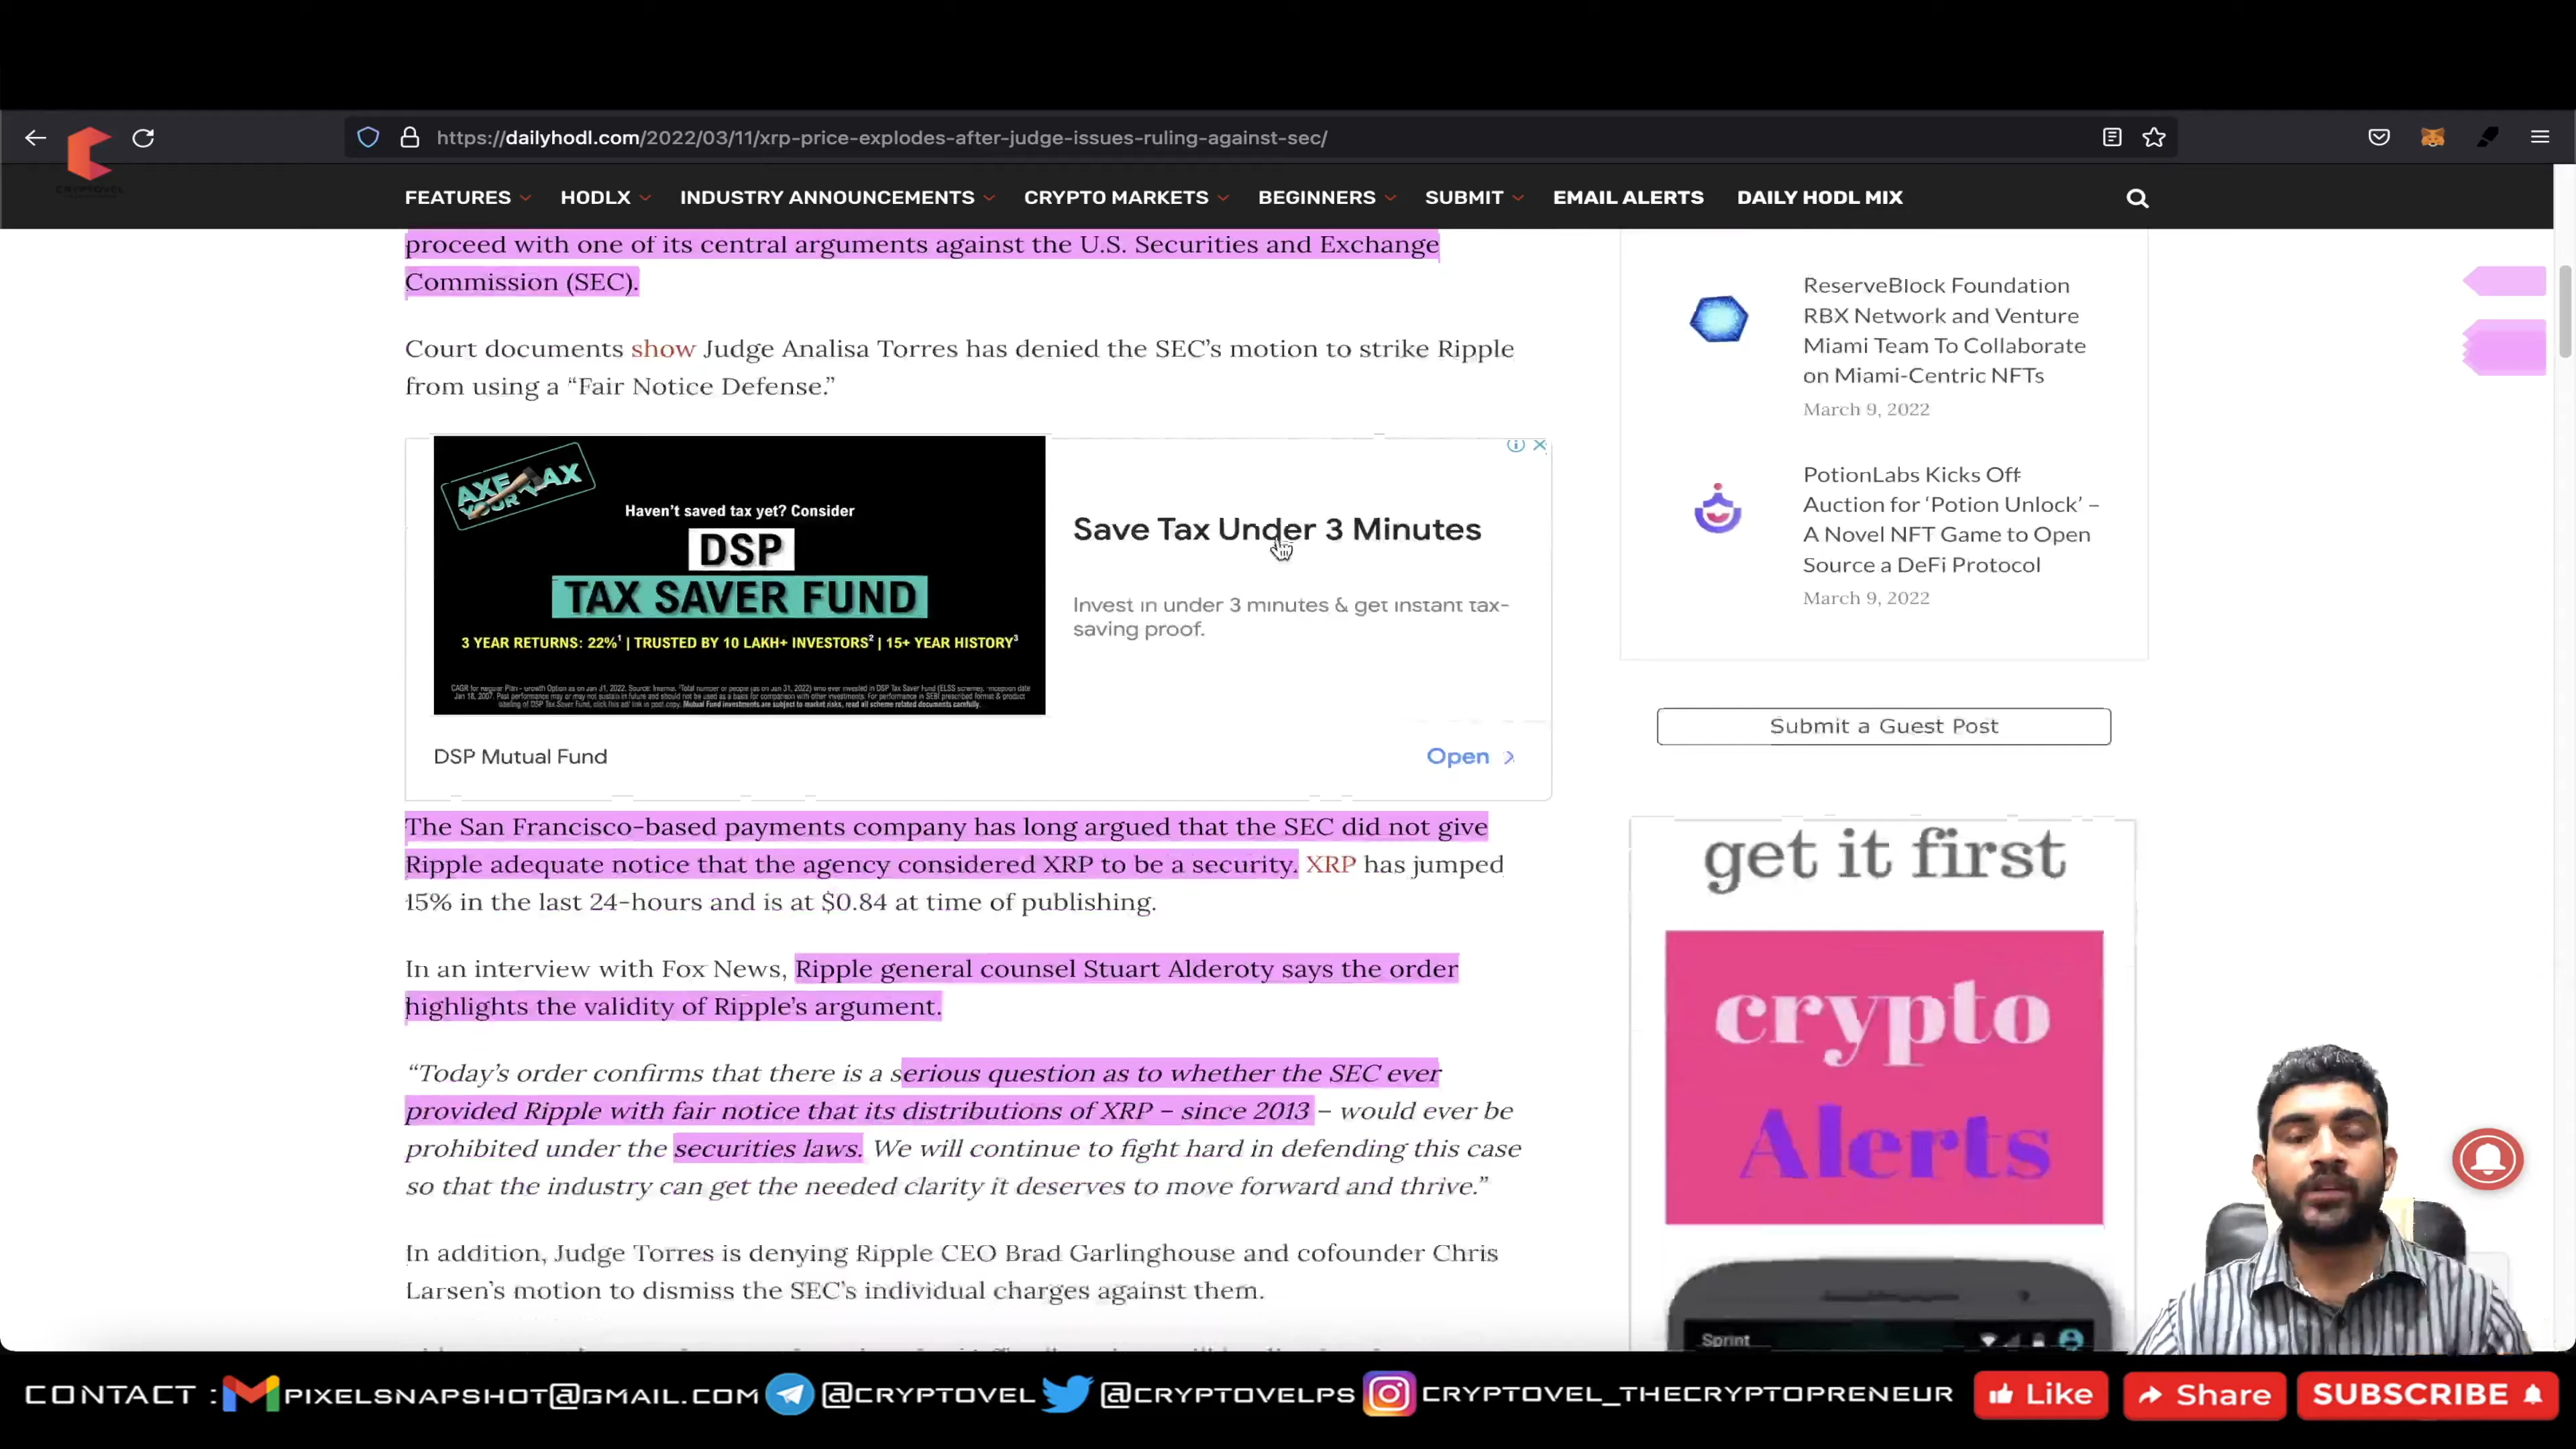 https://dailyhodl.com/2022/03/11/xrp-price-explodes-after-judge-issues-ruling-against-sec/
CRYPTOVEL
FEATURES HODLX INDUSTRY ANNOUNCEMENTS CRYPTO MARKETS BEGINNERS SUBMIT EMAIL ALERTS DAILY HODL MIX
proceed with one of its central arguments against the U.S. Securities and Exchange
Commission (SEC).
Court documents show Judge Analisa Torres has denied the SEC’s motion to strike Ripple
from using a “Fair Notice Defense.”
AXE YOUR TAX
Haven’t saved tax yet? Consider
DSP
TAX SAVER FUND
3 YEAR RETURNS: 22%¹ | TRUSTED BY 10 LAKH+ INVESTORS² | 15+ YEAR HISTORY³
Save Tax Under 3 Minutes
Invest in under 3 minutes & get instant tax-
saving proof.
DSP Mutual Fund
Open
The San Francisco-based payments company has long argued that the SEC did not give
Ripple adequate notice that the agency considered XRP to be a security. XRP has jumped
15% in the last 24-hours and is at $0.84 at time of publishing.
In an interview with Fox News, Ripple general counsel Stuart Alderoty says the order
highlights the validity of Ripple’s argument.
“Today’s order confirms that there is a serious question as to whether the SEC ever
provided Ripple with fair notice that its distributions of XRP – since 2013 – would ever be
prohibited under the securities laws. We will continue to fight hard in defending this case
so that the industry can get the needed clarity it deserves to move forward and thrive.”
In addition, Judge Torres is denying Ripple CEO Brad Garlinghouse and cofounder Chris
Larsen’s motion to dismiss the SEC’s individual charges against them.
ReserveBlock Foundation
RBX Network and Venture
Miami Team To Collaborate
on Miami-Centric NFTs
March 9, 2022
PotionLabs Kicks Off
Auction for ‘Potion Unlock’ –
A Novel NFT Game to Open
Source a DeFi Protocol
March 9, 2022
Submit a Guest Post
get it first
crypto
Alerts
Sprint
CONTACT : PIXELSNAPSHOT@GMAIL.COM @CRYPTOVEL @CRYPTOVELPS CRYPTOVEL_THECRYPTOPRENEUR Like Share SUBSCRIBE